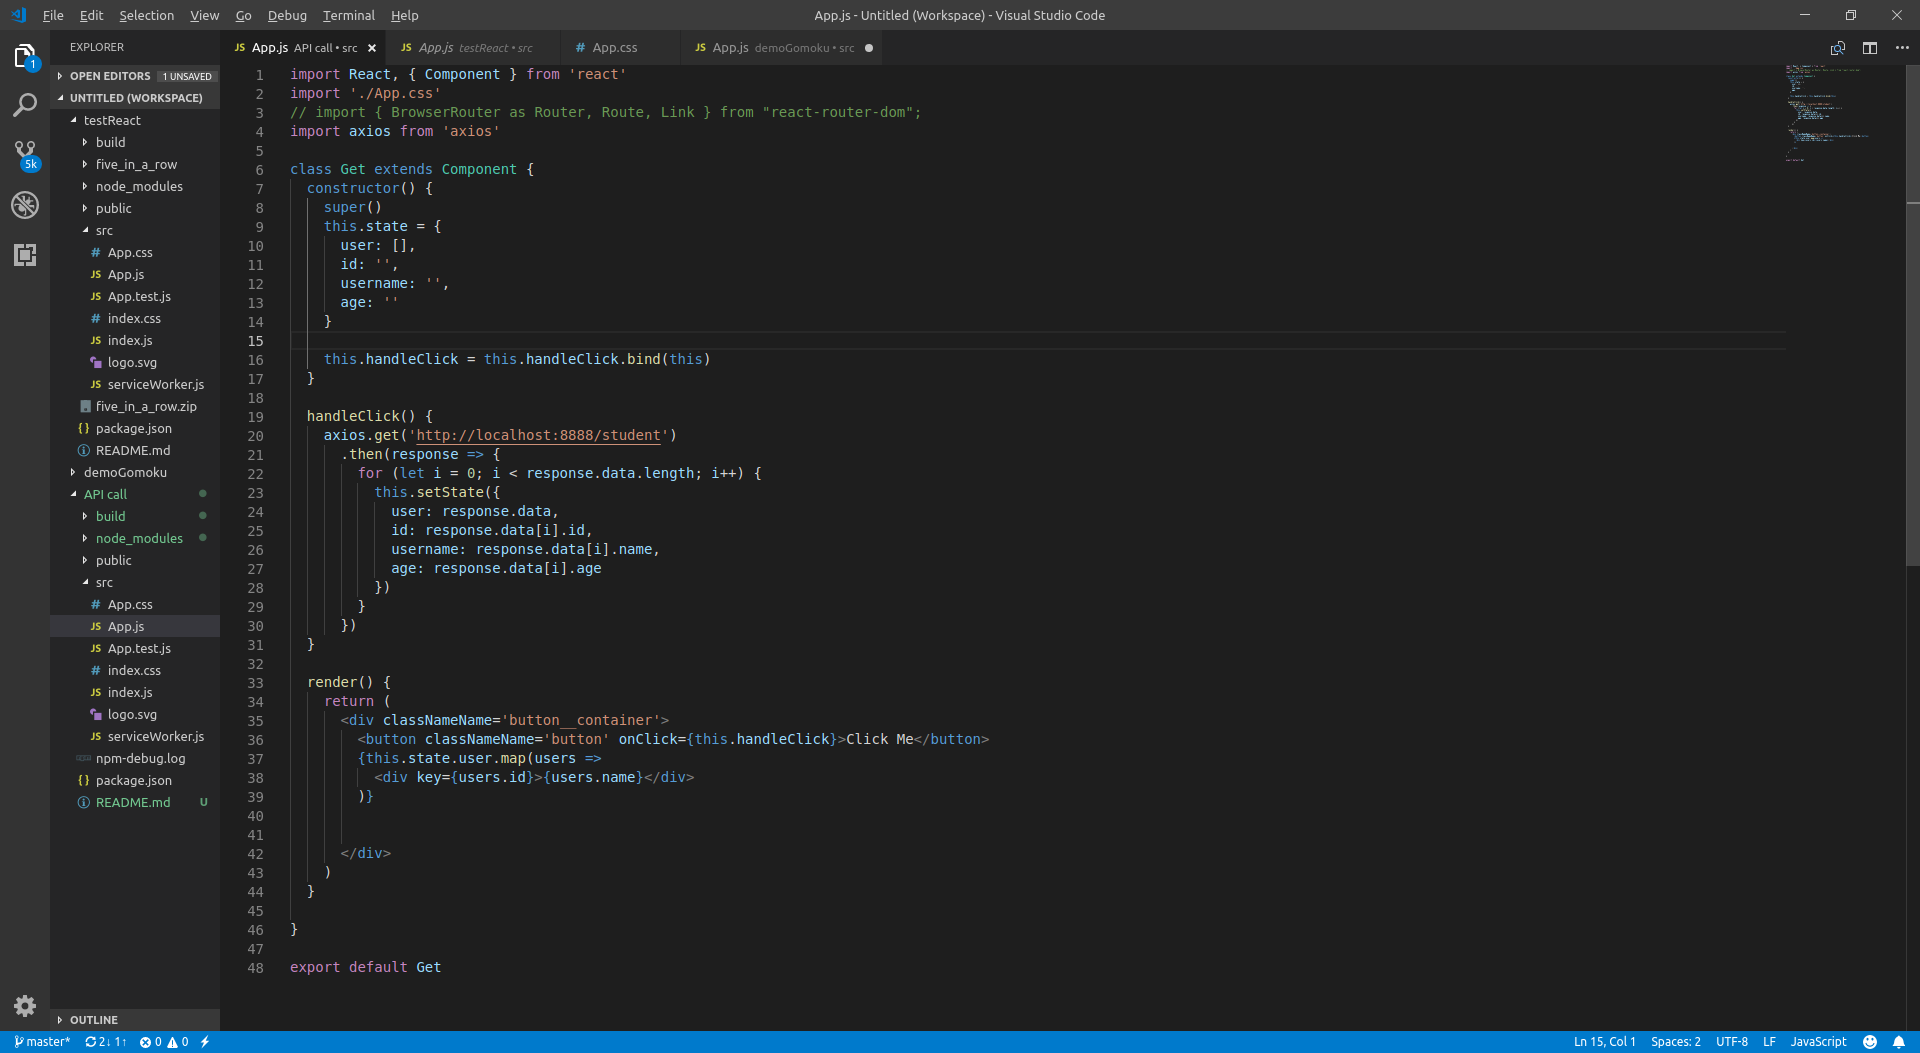 File Edit Selection View Go Debug Terminal Help
App.js - Untitled (Workspace) - Visual Studio Code
EXPLORER
1
5k
OPEN EDITORS 1 UNSAVED
UNTITLED (WORKSPACE)
testReact
build
five_in_a_row
node_modules
public
src
# App.css
JS App.js
JS App.test.js
# index.css
JS index.js
logo.svg
JS serviceWorker.js
five_in_a_row.zip
{} package.json
README.md
demoGomoku
API call
build
node_modules
public
src
# App.css
JS App.js
JS App.test.js
# index.css
JS index.js
logo.svg
JS serviceWorker.js
npm-debug.log
{} package.json
README.md U
OUTLINE
JS App.js API call • src ×
JS App.js testReact • src
# App.css
JS App.js demoGomoku • src
1 import React, { Component } from 'react'
2 import './App.css'
3 // import { BrowserRouter as Router, Route, Link } from "react-router-dom";
4 import axios from 'axios'
5
6 class Get extends Component {
7 constructor() {
8 super()
9 this.state = {
10 user: [],
11 id: '',
12 username: '',
13 age: ''
14 }
15
16 this.handleClick = this.handleClick.bind(this)
17 }
18
19 handleClick() {
20 axios.get('http://localhost:8888/student')
21 .then(response => {
22 for (let i = 0; i < response.data.length; i++) {
23 this.setState({
24 user: response.data,
25 id: response.data[i].id,
26 username: response.data[i].name,
27 age: response.data[i].age
28 })
29 }
30 })
31 }
32
33 render() {
34 return (
35 <div classNameName='button__container'>
36 <button classNameName='button' onClick={this.handleClick}>Click Me</button>
37 {this.state.user.map(users =>
38 <div key={users.id}>{users.name}</div>
39 )}
40
41
42 </div>
43 )
44 }
45
46 }
47
48 export default Get
master* 2↓ 1↑ 0 0
Ln 15, Col 1 Spaces: 2 UTF-8 LF JavaScript